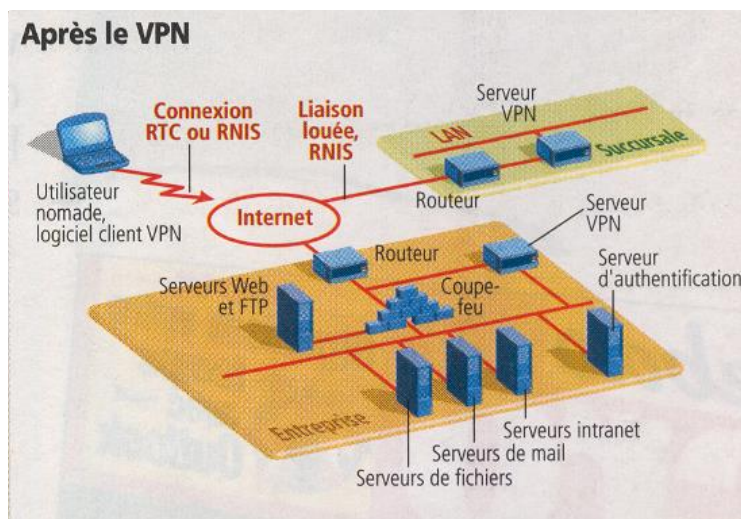 Après le VPN
Connexion
RTC ou RNIS
Liaison
louée,
RNIS
Serveur
VPN
LAN
Succursale
Routeur
Utilisateur
nomade,
logiciel client VPN
Internet
Routeur
Serveur
VPN
Serveur
d'authentification
Serveurs Web
et FTP
Coupe-
feu
Entreprise
Serveurs intranet
Serveurs de mail
Serveurs de fichiers